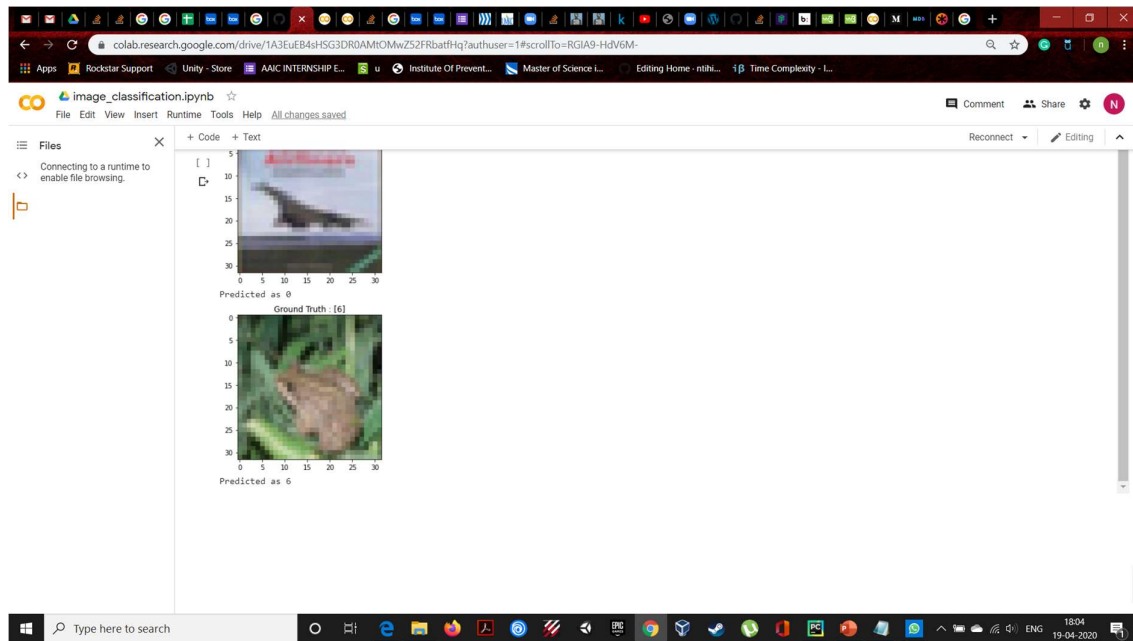 colab.research.google.com/drive/1A3EuEB4sHSG3DR0AMtOMwZ52FRbatfHq?authuser=1#scrollTo=RGIA9-HdV6M-
Apps Rockstar Support Unity - Store AAIC INTERNSHIP E... u Institute Of Prevent... Master of Science i... Editing Home - ntihi... Time Complexity - I...
image_classification.ipynb
Comment Share N
File Edit View Insert Runtime Tools Help All changes saved
Files
+ Code + Text
Reconnect Editing
Connecting to a runtime to
enable file browsing.
[ ]
5
10
15
20
25
30
0 5 10 15 20 25 30
Predicted as 0
Ground Truth : [6]
0
5
10
15
20
25
30
0 5 10 15 20 25 30
Predicted as 6
Type here to search
ENG
18:04
19-04-2020